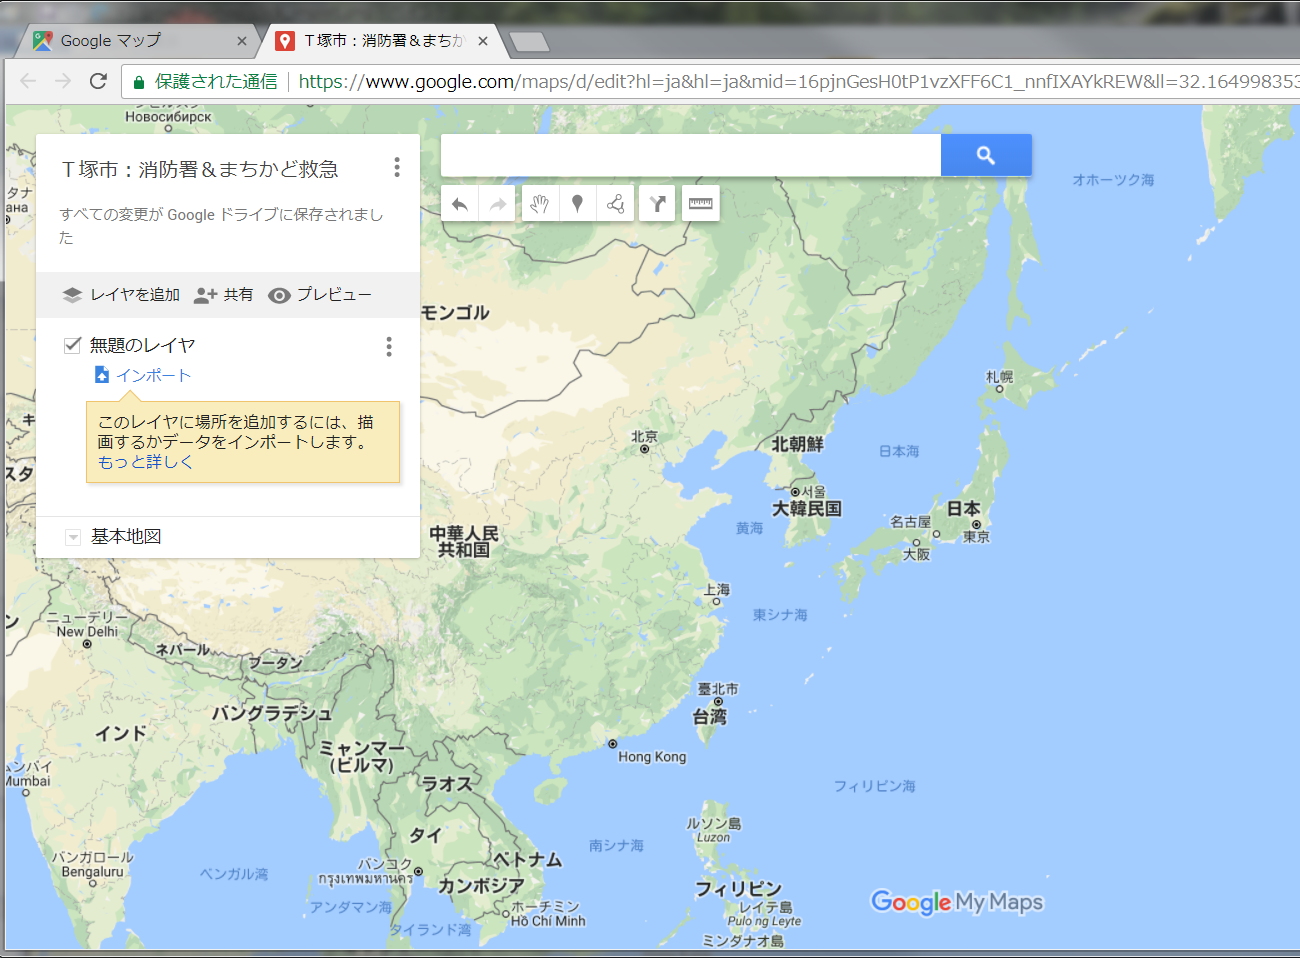 Google マップ
T塚市：消防署＆まちか
保護された通信
https://www.google.com/maps/d/edit?hl=ja&hl=ja&mid=16pjnGesH0tP1vzXFF6C1_nnfIXAYkREW&ll=32.164998353
Новосибирск
T塚市：消防署＆まちかど救急
すべての変更が Google ドライブに保存されまし
た
レイヤを追加
共有
プレビュー
無題のレイヤ
インポート
このレイヤに場所を追加するには、描
画するかデータをインポートします。
もっと詳しく
基本地図
オホーツク海
モンゴル
札幌
北京
北朝鮮
日本海
서울
大韓民国
名古屋
日本
東京
大阪
黄海
中華人民
共和国
上海
東シナ海
ニューデリー
New Delhi
ネパール
ブータン
臺北市
台湾
バングラデシュ
インド
ミャンマー
(ビルマ)
Hong Kong
Mumbai
ラオス
フィリピン海
タイ
ルソン島
Luzon
南シナ海
バンガロール
Bengaluru
ベンガル湾
バンコク
กรุงเทพมหานคร
ベトナム
カンボジア
フィリピン
アンダマン海
ホーチミン
Hồ Chí Minh
レイテ島
Pulo ng Leyte
タイランド湾
ミンダナオ島
Google My Maps